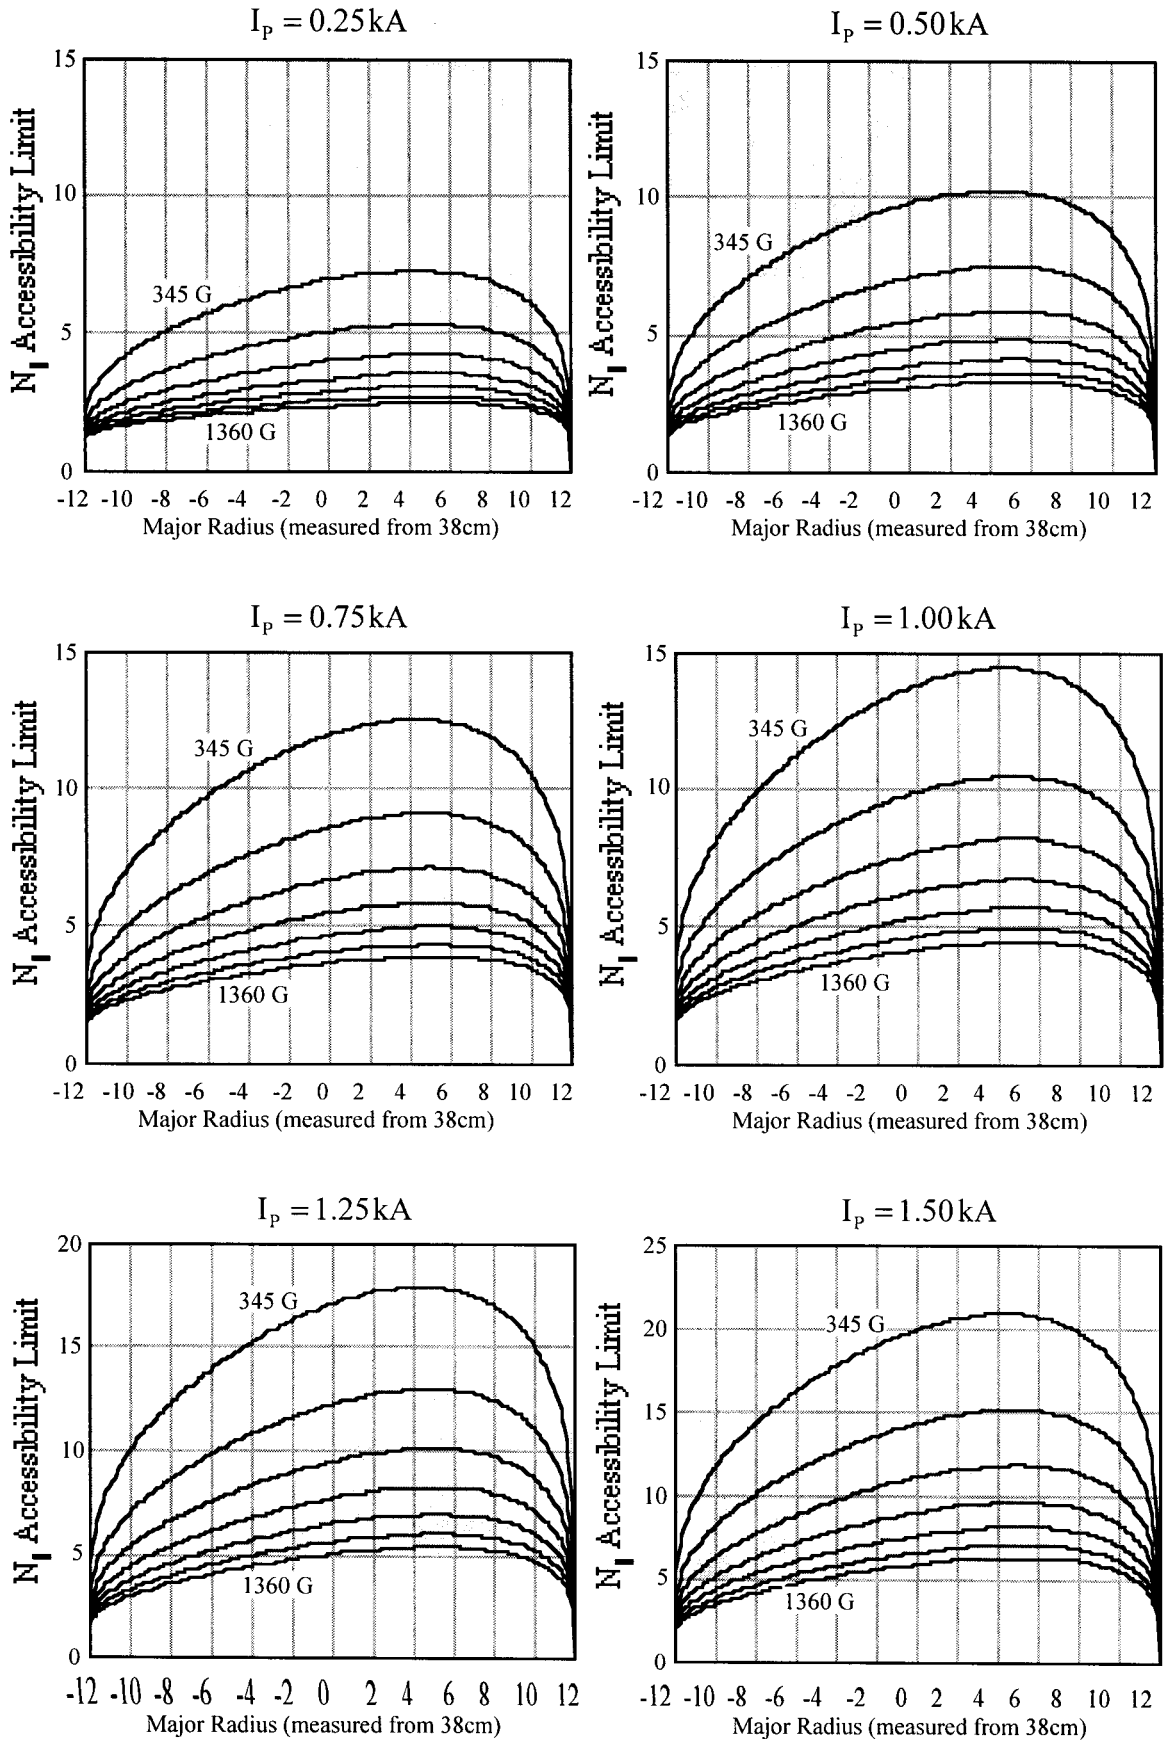 I_P = 0.25 kA
15
10
5
0
N_∥ Accessibility Limit
345 G
1360 G
-12 -10 -8 -6 -4 -2 0 2 4 6 8 10 12
Major Radius (measured from 38cm)
I_P = 0.50 kA
15
10
5
0
N_∥ Accessibility Limit
345 G
1360 G
-12 -10 -8 -6 -4 -2 0 2 4 6 8 10 12
Major Radius (measured from 38cm)
I_P = 0.75 kA
15
10
5
0
N_∥ Accessibility Limit
345 G
1360 G
-12 -10 -8 -6 -4 -2 0 2 4 6 8 10 12
Major Radius (measured from 38cm)
I_P = 1.00 kA
15
10
5
0
N_∥ Accessibility Limit
345 G
1360 G
-12 -10 -8 -6 -4 -2 0 2 4 6 8 10 12
Major Radius (measured from 38cm)
I_P = 1.25 kA
20
15
10
5
0
N_∥ Accessibility Limit
345 G
1360 G
-12 -10 -8 -6 -4 -2 0 2 4 6 8 10 12
Major Radius (measured from 38cm)
I_P = 1.50 kA
25
20
15
10
5
0
N_∥ Accessibility Limit
345 G
1360 G
-12 -10 -8 -6 -4 -2 0 2 4 6 8 10 12
Major Radius (measured from 38cm)